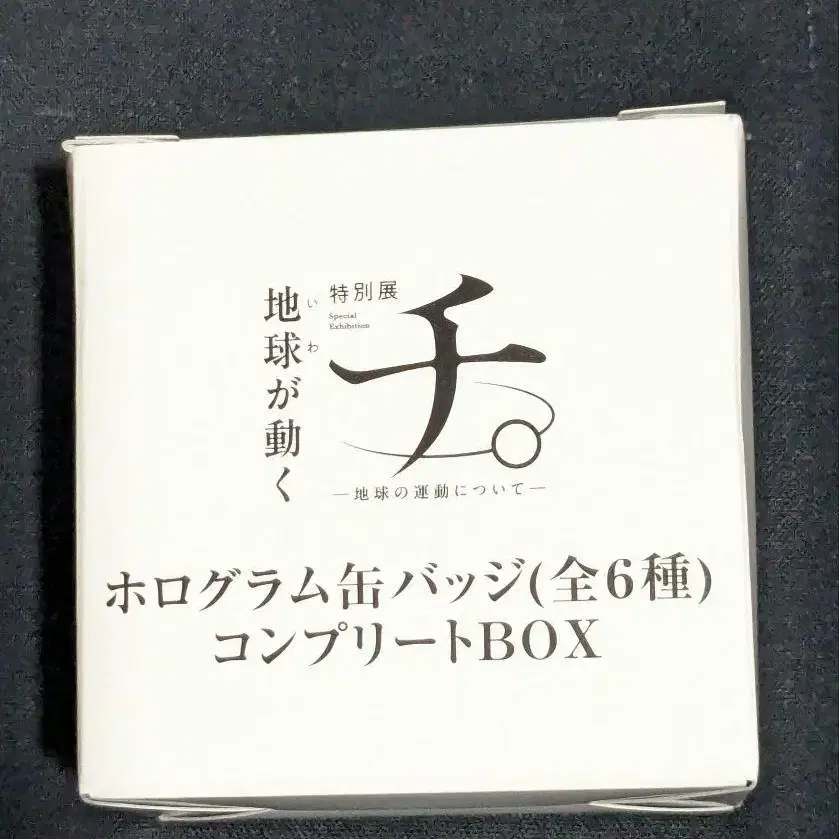 特別展
Special
Exhibition
チ。
―地球の運動について―
地球が動く
いわ
ホログラム缶バッジ(全6種)
コンプリートBOX